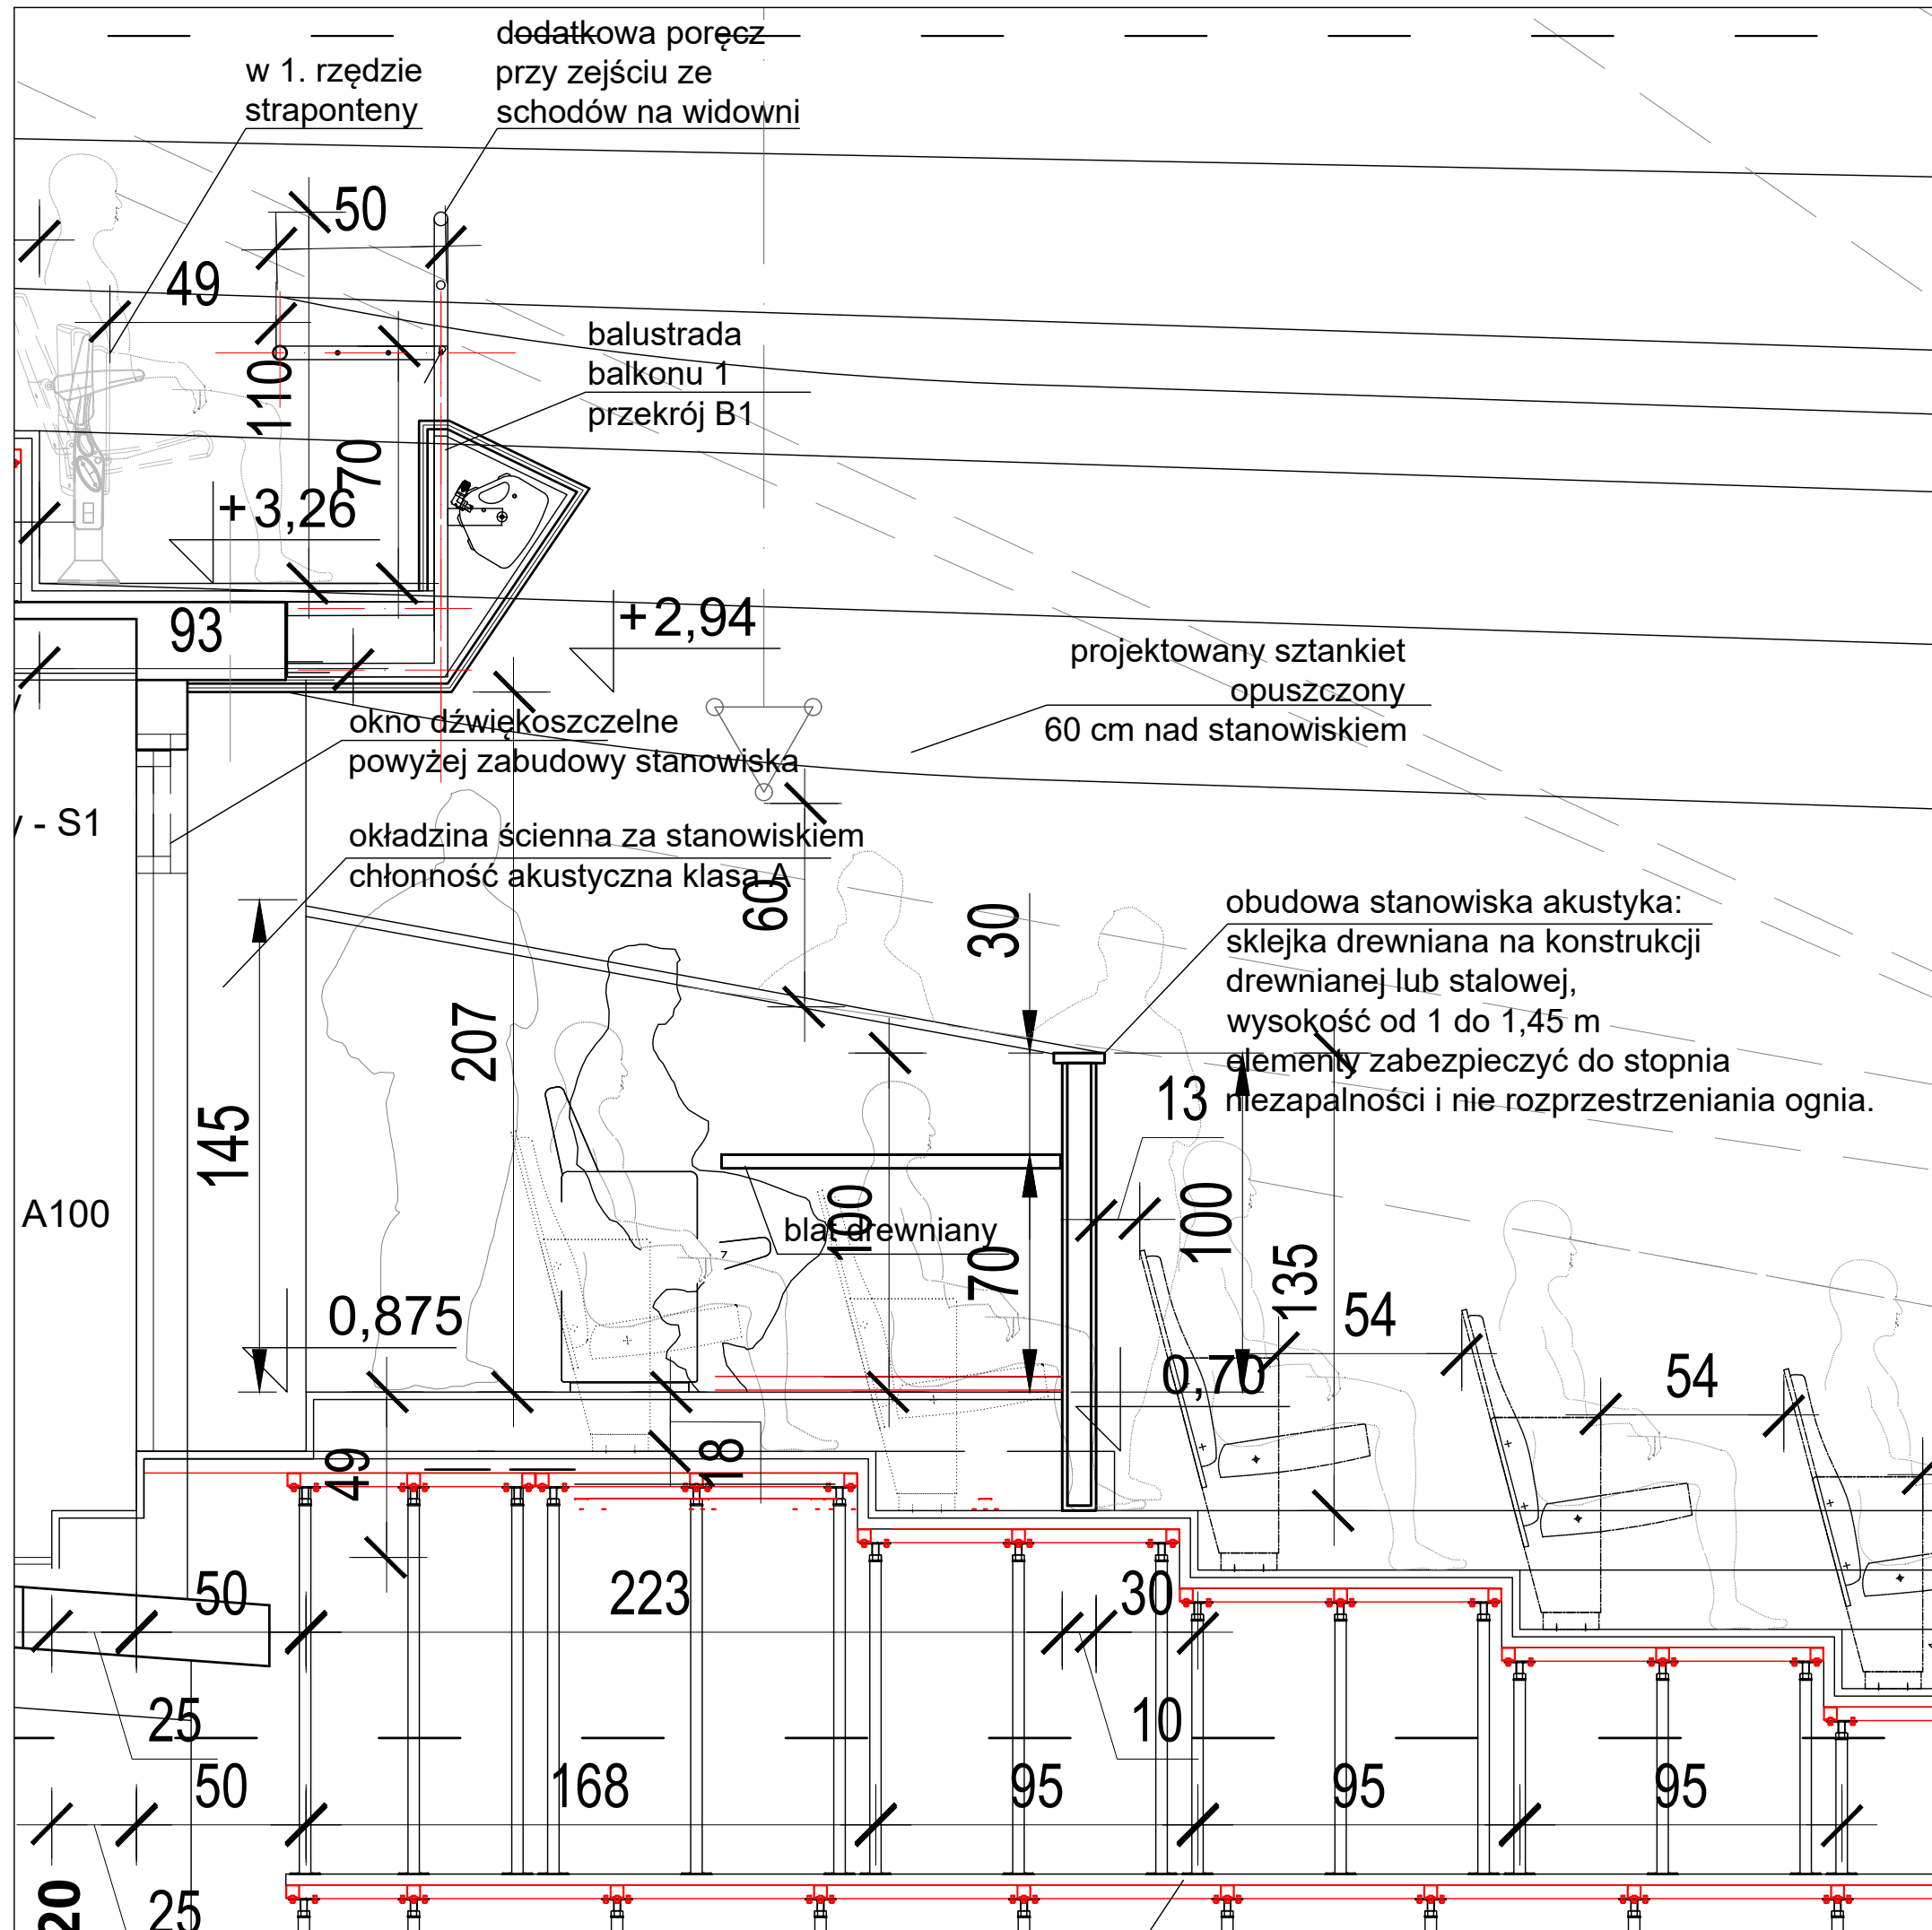 dodatkowa poręcz
przy zejściu ze
schodów na widowni
w 1. rzędzie
straponteny
50
49
balustrada
balkonu 1
przekrój B1
110
70
+3,26
93
+2,94
projektowany sztankiet
opuszczony
60 cm nad stanowiskiem
okno dźwiękoszczelne
powyżej zabudowy stanowiska
- S1
okładzina ścienna za stanowiskiem
chłonność akustyczna klasa A
60
30
obudowa stanowiska akustyka:
sklejka drewniana na konstrukcji
drewnianej lub stalowej,
wysokość od 1 do 1,45 m
elementy zabezpieczyć do stopnia
niezapalności i nie rozprzestrzeniania ognia.
207
13
145
A100
100
blat drewniany
70
100
135
54
54
0,875
0,70
49
18
50
223
30
25
10
50
168
95
95
95
20
25